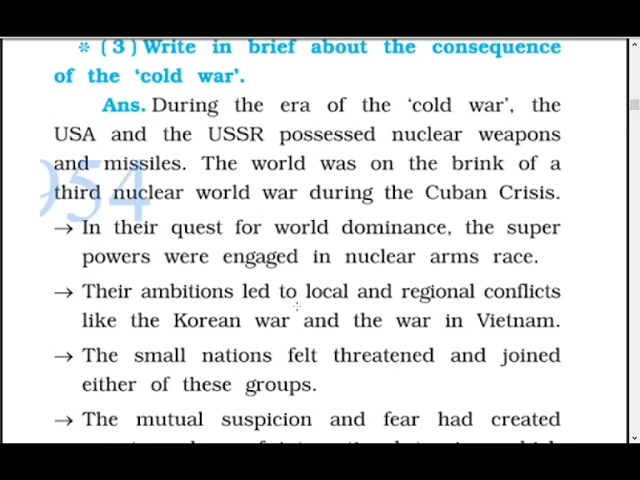 * (3) Write in brief about the consequence
of the ‘cold war’.
Ans. During the era of the ‘cold war’, the
USA and the USSR possessed nuclear weapons
and missiles. The world was on the brink of a
third nuclear world war during the Cuban Crisis.
→ In their quest for world dominance, the super
powers were engaged in nuclear arms race.
→ Their ambitions led to local and regional conflicts
like the Korean war and the war in Vietnam.
→ The small nations felt threatened and joined
either of these groups.
→ The mutual suspicion and fear had created